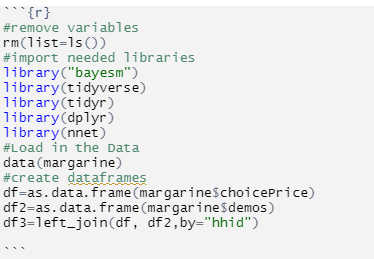 ```{r}
#remove variables
rm(list=ls())
#import needed libraries
library("bayesm")
library(tidyverse)
library(tidyr)
library(dplyr)
library(nnet)
#Load in the Data
data(margarine)
#create dataframes
df=as.data.frame(margarine$choicePrice)
df2=as.data.frame(margarine$demos)
df3=left_join(df, df2,by="hhid")
```